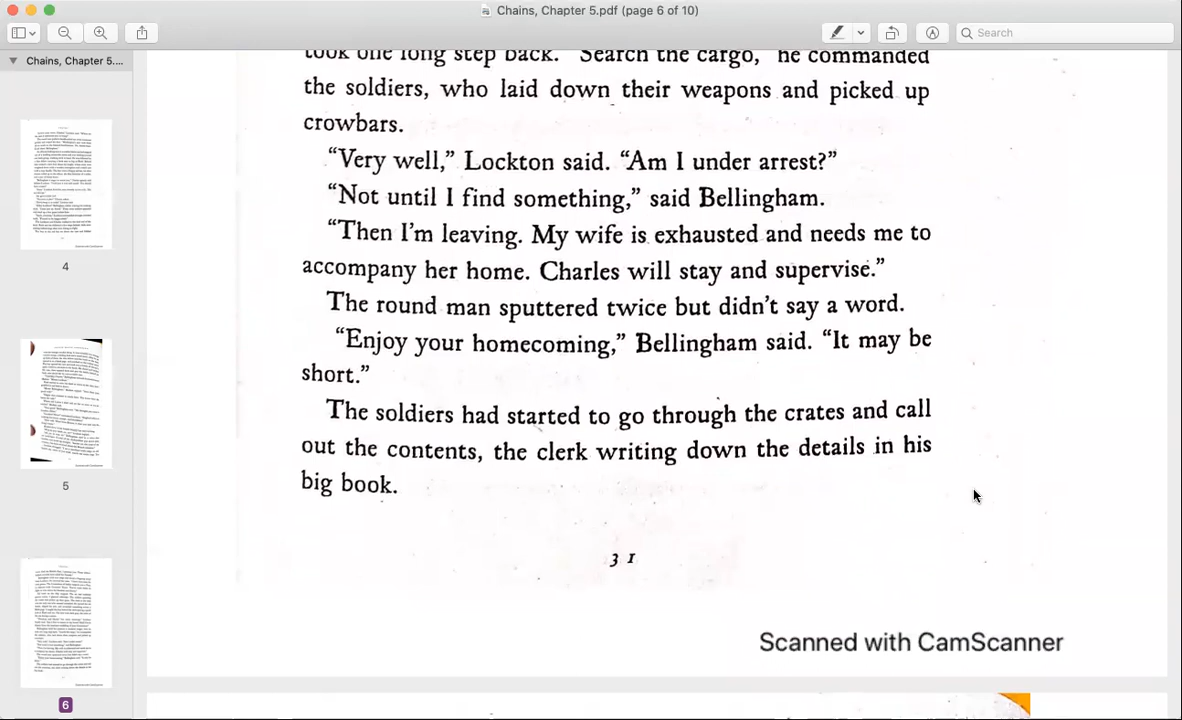 Chains, Chapter 5.pdf (page 6 of 10)
Search
Chains, Chapter 5....
4
5
6
took one long step back. "Search the cargo," he commanded
the soldiers, who laid down their weapons and picked up
crowbars.
"Very well," Lockton said. "Am I under arrest?"
"Not until I find something," said Bellingham.
"Then I'm leaving. My wife is exhausted and needs me to
accompany her home. Charles will stay and supervise."
The round man sputtered twice but didn't say a word.
"Enjoy your homecoming," Bellingham said. "It may be
short."
The soldiers had started to go through the crates and call
out the contents, the clerk writing down the details in his
big book.
31
Scanned with CamScanner